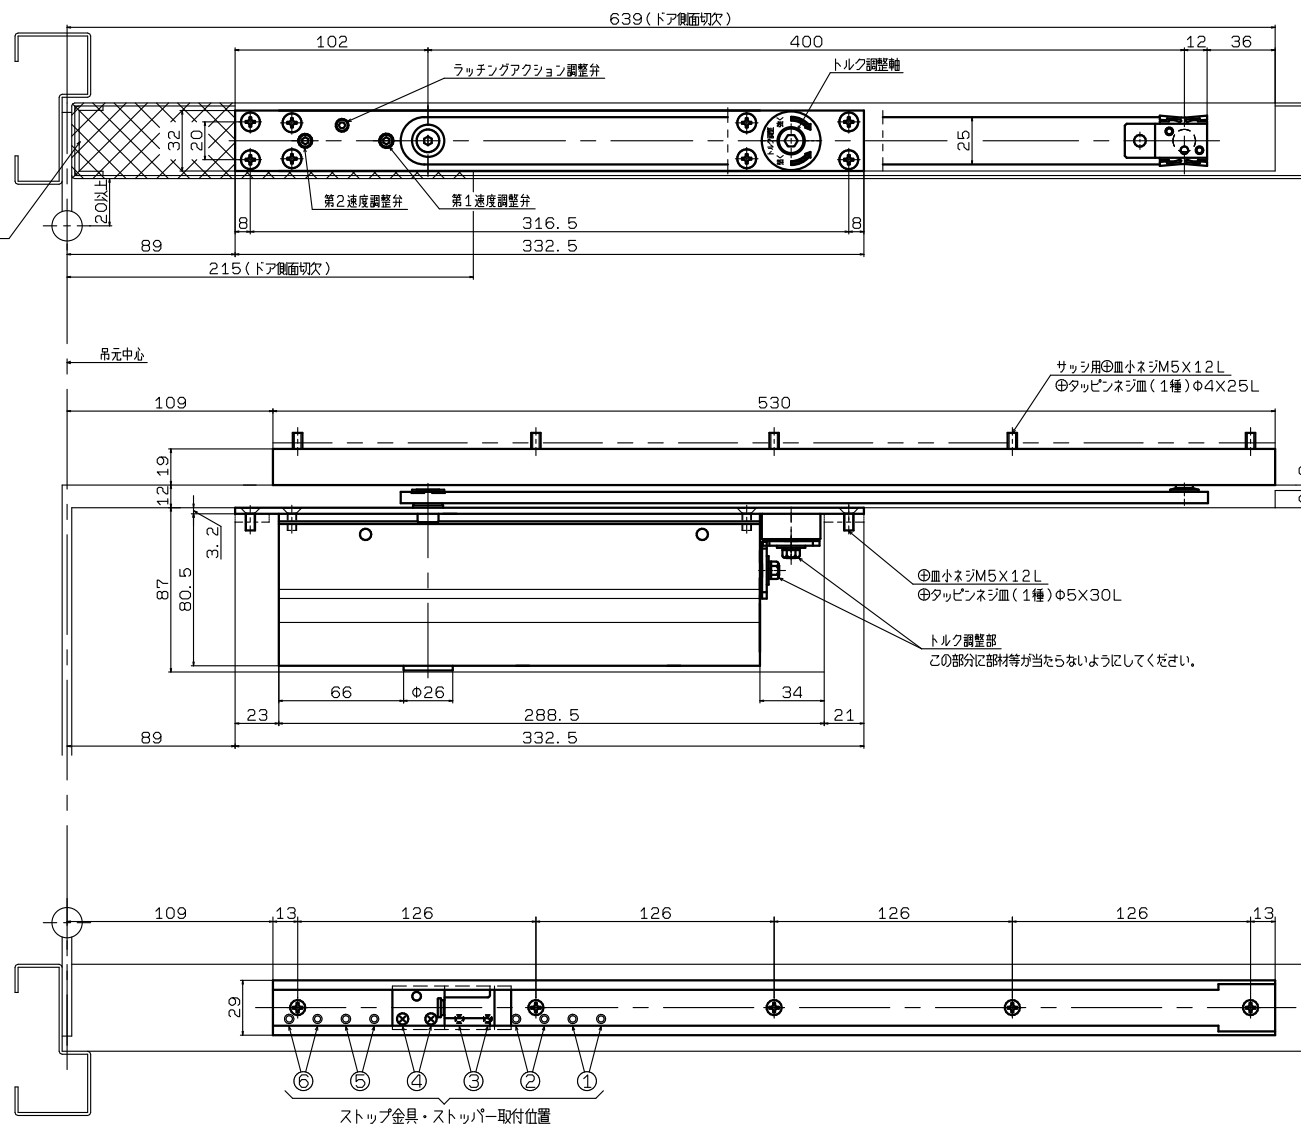 639(ドア側面切欠)
102
400
12
36
ラッチングアクション調整弁
トルク調整軸
32
20
25
トルク調整
強く
弱く
20以上
第2速度調整弁
第1速度調整弁
8
316.5
8
89
332.5
215(ドア側面切欠)
吊元中心
サッシ用⊕皿小ネジM5X12L
⊕タッピンネジ皿(1種)Φ4X25L
109
530
19
12
3.2
87
80.5
⊕皿小ネジM5X12L
⊕タッピンネジ皿(1種)Φ5X30L
トルク調整部
この部分に部材等が当たらないようにしてください。
66
Φ26
34
23
288.5
21
89
332.5
109
13
126
126
126
126
13
29
⑥
⑤
④
③
②
①
ストップ金具・ストッパー取付位置